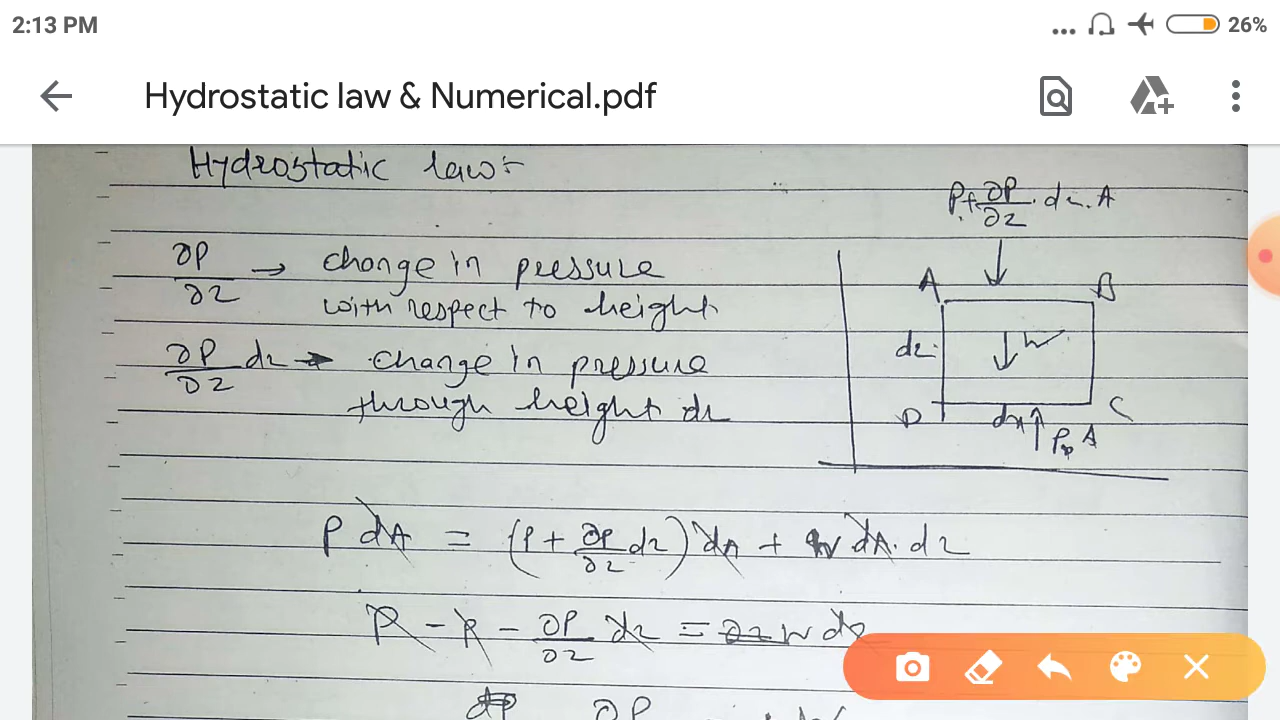 2:13 PM
26%
Hydrostatic law & Numerical.pdf
Hydrostatic law:-
P+ ∂P/∂z . dz. A
∂P/∂z → change in pressure
with respect to height
∂P/∂z dz → change in pressure
through height dz
A B
dz W
D dx C
P A
P dA = (P + ∂P/∂z dz) dA + W dA. dz
P - P - ∂P/∂z dz = W dz
dP ∂P